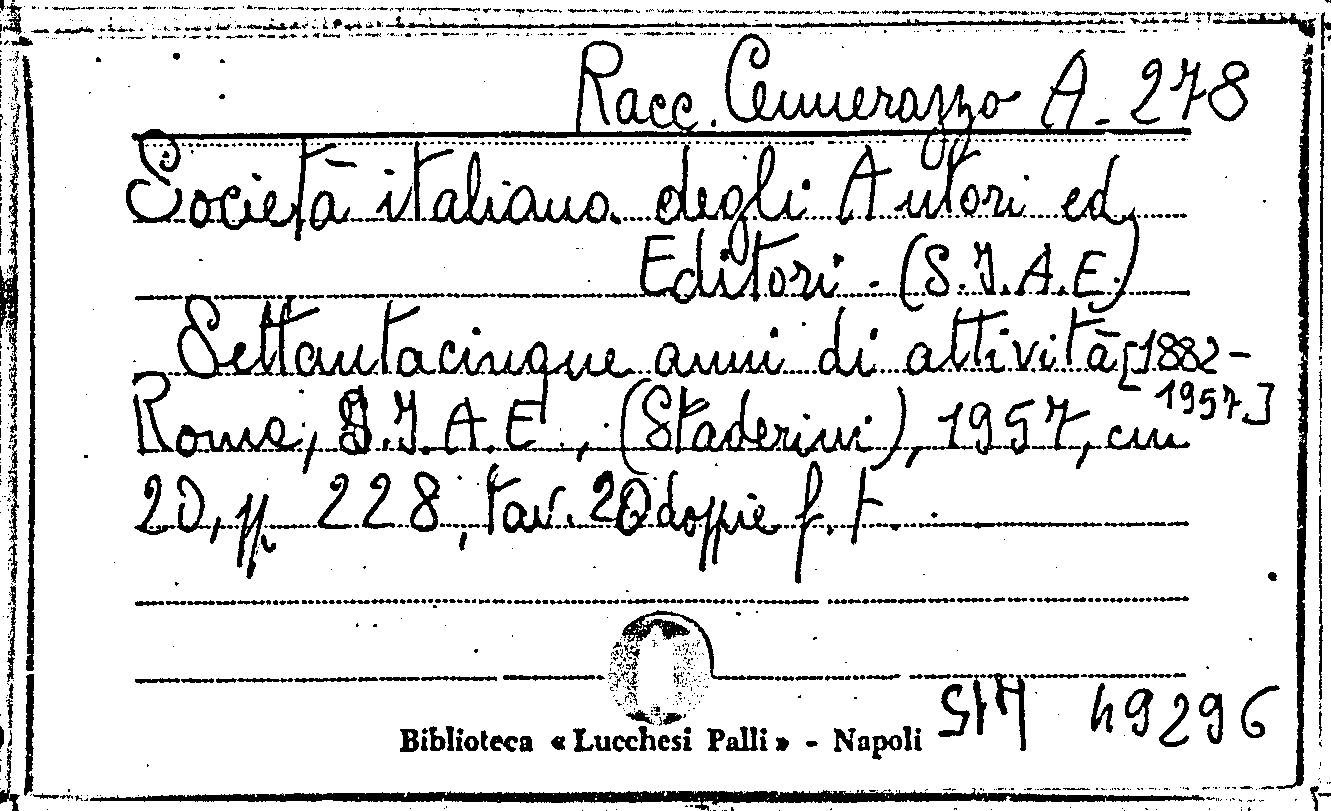 Racc. Cennerazzo A. 278
Società italiana degli Autori ed
Editori. (S.I.A.E.)
Settantacinque anni di attività [1882-
-1957.]
Roma, S.I.A.E., (Staderini), 1957, cm
20, pp. 228, tav. 20 doppie f. t.
49296
Biblioteca « Lucchesi Palli » - Napoli